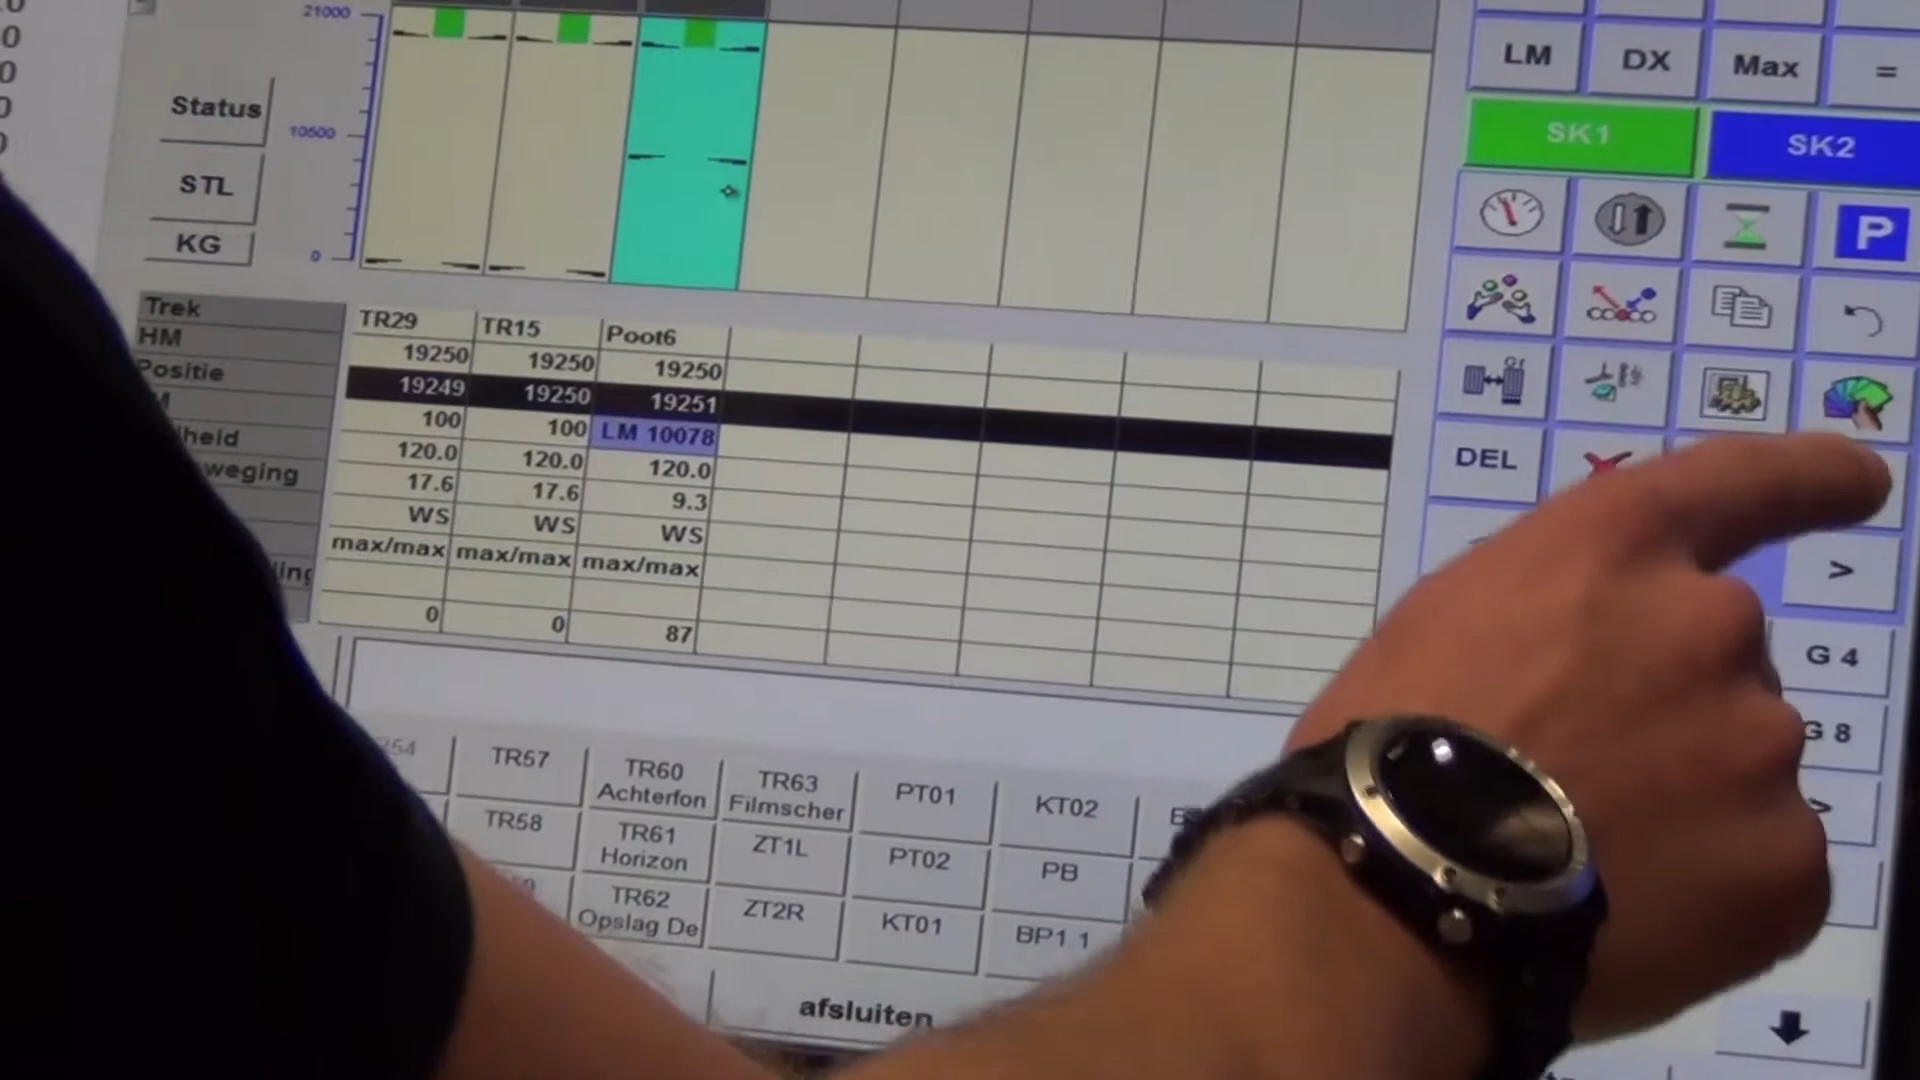 21000
10500
0
Status
STL
KG
LM DX Max =
SK1 SK2
P
Trek TR29 TR15 Poot6
HM 19250 19250 19250
Positie 19249 19250 19251
100 100 LM 10078
120.0 120.0 120.0
17.6 17.6 9.3
WS WS WS
max/max max/max max/max
0 0 87
DEL
>
G 4
G 8
>
TR57
TR60
Achterfon
TR63
Filmscher
PT01
KT02
TR58
TR61
Horizon
ZT1L
PT02
PB
TR62
Opslag De
ZT2R
KT01
BP1 1
afsluiten